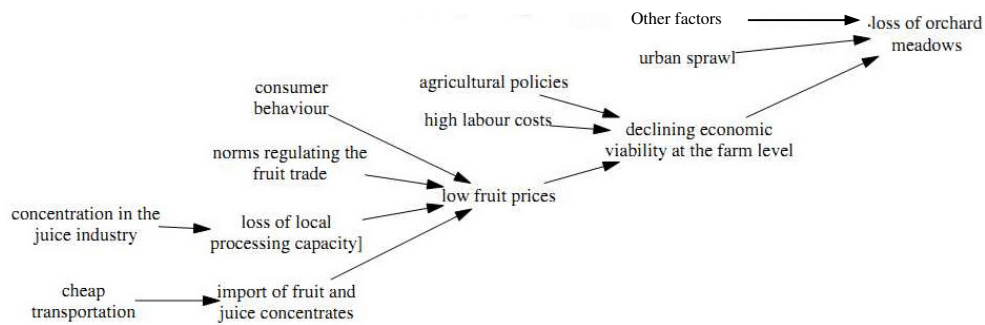 Other factors
.loss of orchard
meadows
urban sprawl
agricultural policies
consumer
behaviour
high labour costs
declining economic
viability at the farm level
norms regulating the
fruit trade
low fruit prices
concentration in the
juice industry
loss of local
processing capacity]
cheap
transportation
import of fruit and
juice concentrates